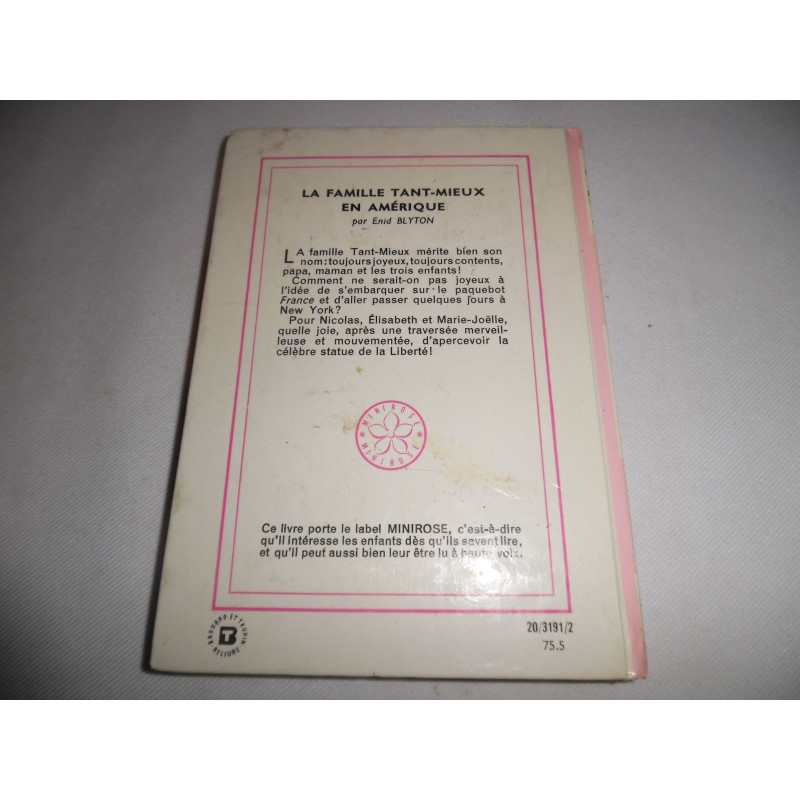 LA FAMILLE TANT-MIEUX
EN AMÉRIQUE
par Enid BLYTON
LA famille Tant-Mieux mérite bien son
nom: toujours joyeux, toujours contents,
papa, maman et les trois enfants!
Comment ne serait-on pas joyeux à
l'idée de s'embarquer sur le paquebot
France et d'aller passer quelques jours à
New York?
Pour Nicolas, Élisabeth et Marie-Joëlle,
quelle joie, après une traversée merveil-
leuse et mouvementée, d'apercevoir la
célèbre statue de la Liberté!
MINIROSE * MINIROSE *
Ce livre porte le label MINIROSE, c'est-à-dire
qu'il intéresse les enfants dès qu'ils savent lire,
et qu'il peut aussi bien leur être lu à haute voix.
BRODARD ET TAUPIN
RELIURE
BT
20/3191/2
75.5